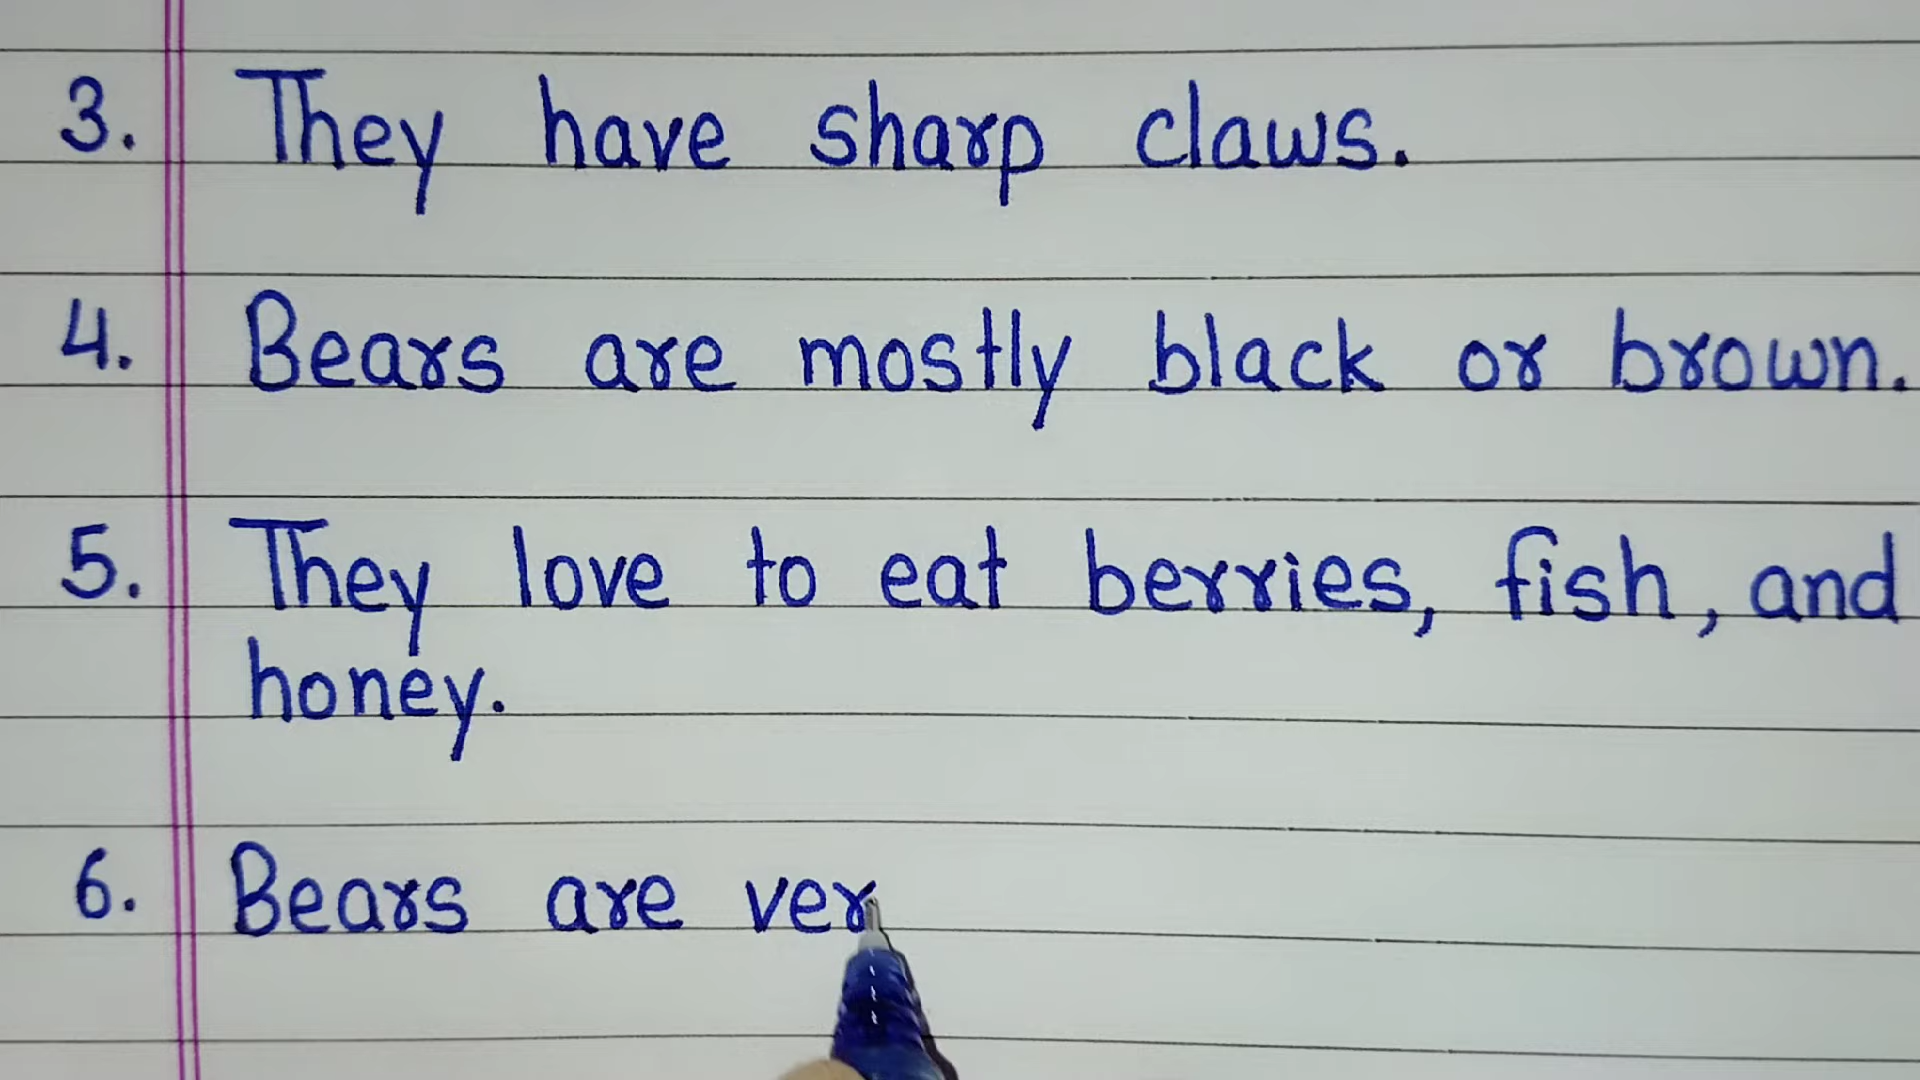 3. They have sharp claws.
4. Bears are mostly black or brown.
5. They love to eat berries, fish, and
honey.
6. Bears are ver